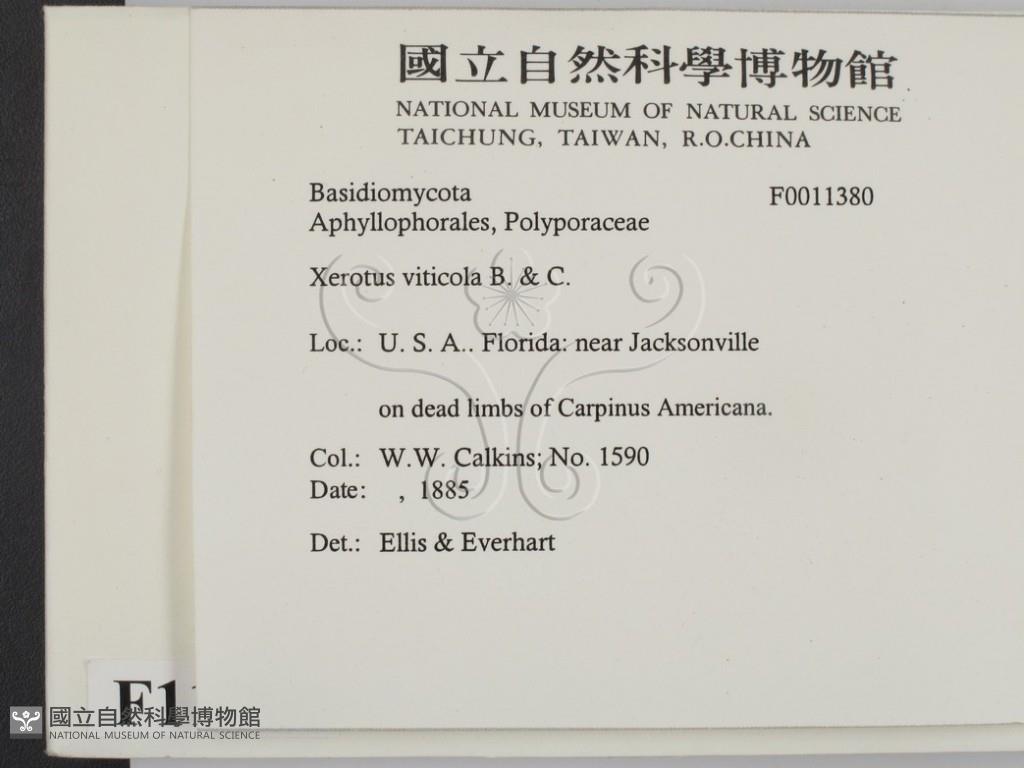 國立自然科學博物館
NATIONAL MUSEUM OF NATURAL SCIENCE
TAICHUNG, TAIWAN, R.O.CHINA
Basidiomycota F0011380
Aphyllophorales, Polyporaceae
Xerotus viticola B. & C.
Loc.: U. S. A.. Florida: near Jacksonville
on dead limbs of Carpinus Americana.
Col.: W.W. Calkins; No. 1590
Date: , 1885
Det.: Ellis & Everhart
國立自然科學博物館
NATIONAL MUSEUM OF NATURAL SCIENCE